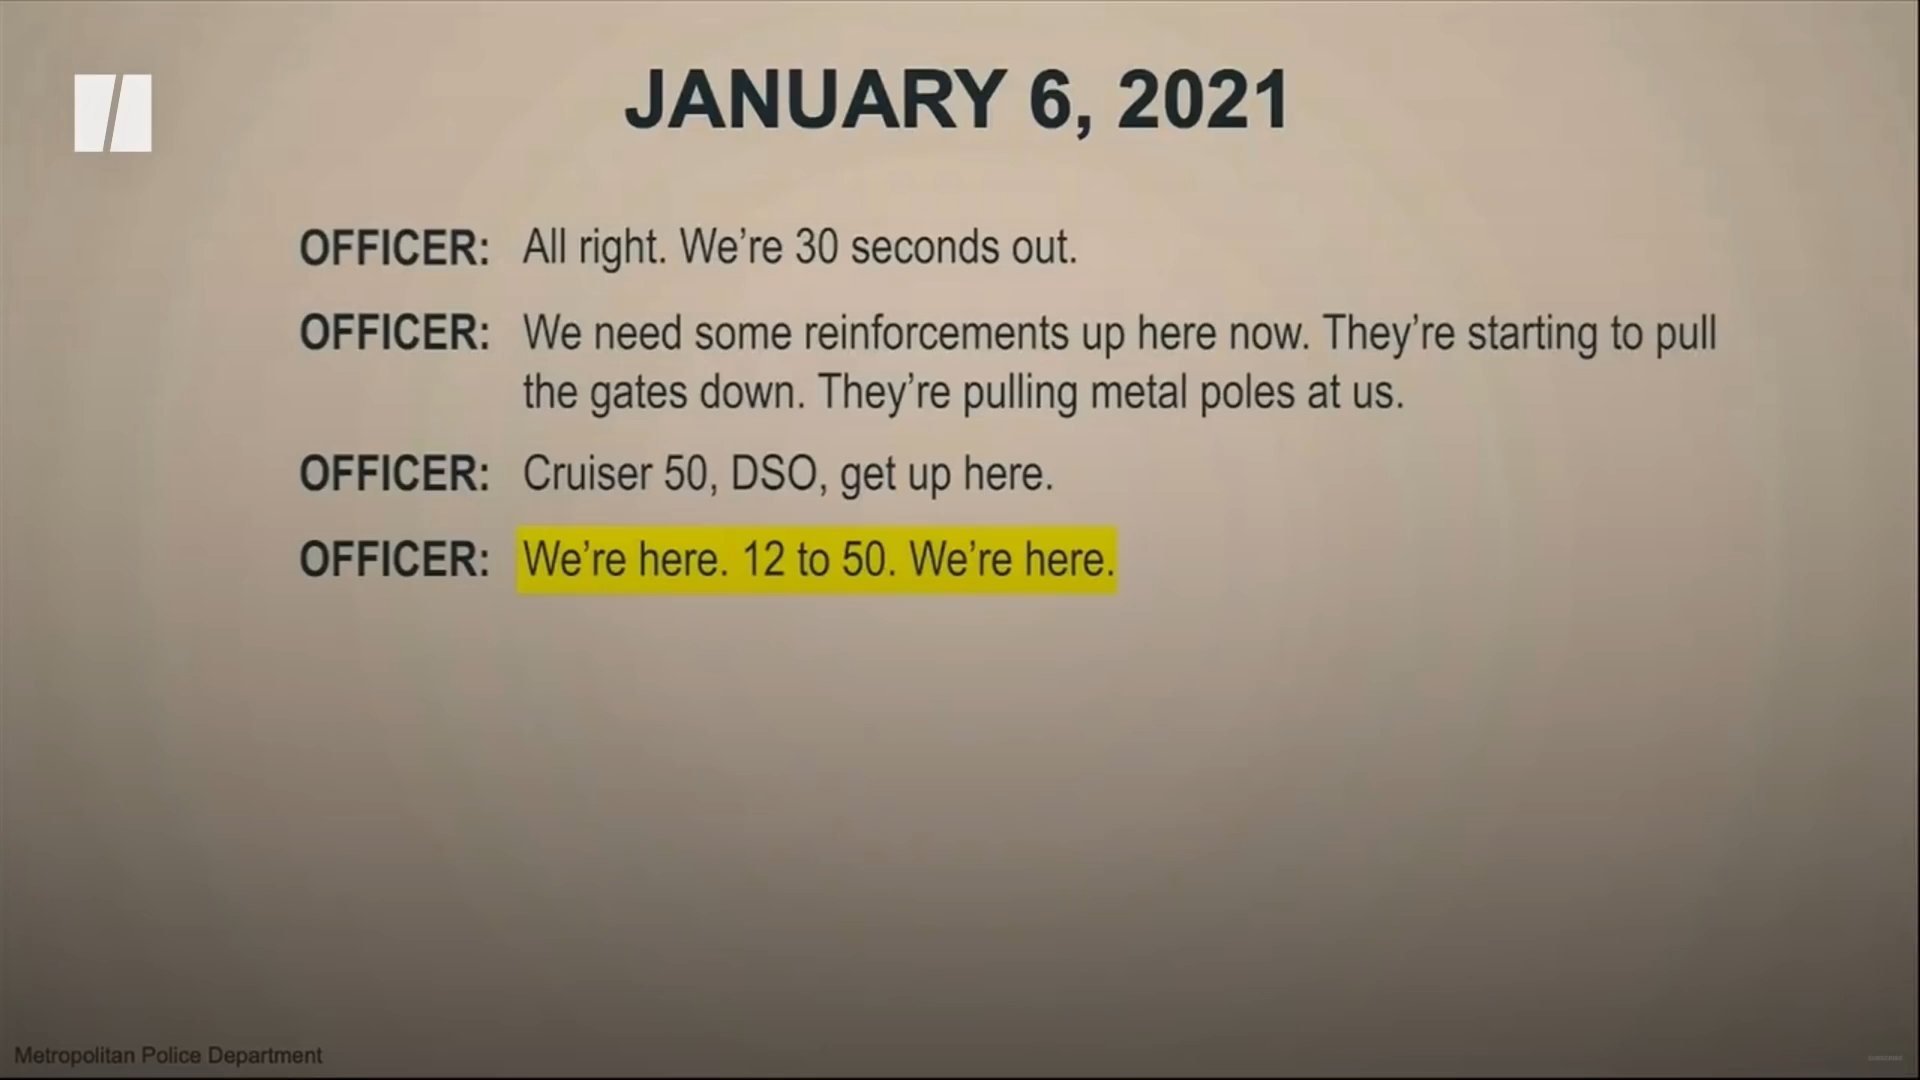 JANUARY 6, 2021
OFFICER: All right. We’re 30 seconds out.
OFFICER: We need some reinforcements up here now. They’re starting to pull
the gates down. They’re pulling metal poles at us.
OFFICER: Cruiser 50, DSO, get up here.
OFFICER: We’re here. 12 to 50. We’re here.
Metropolitan Police Department